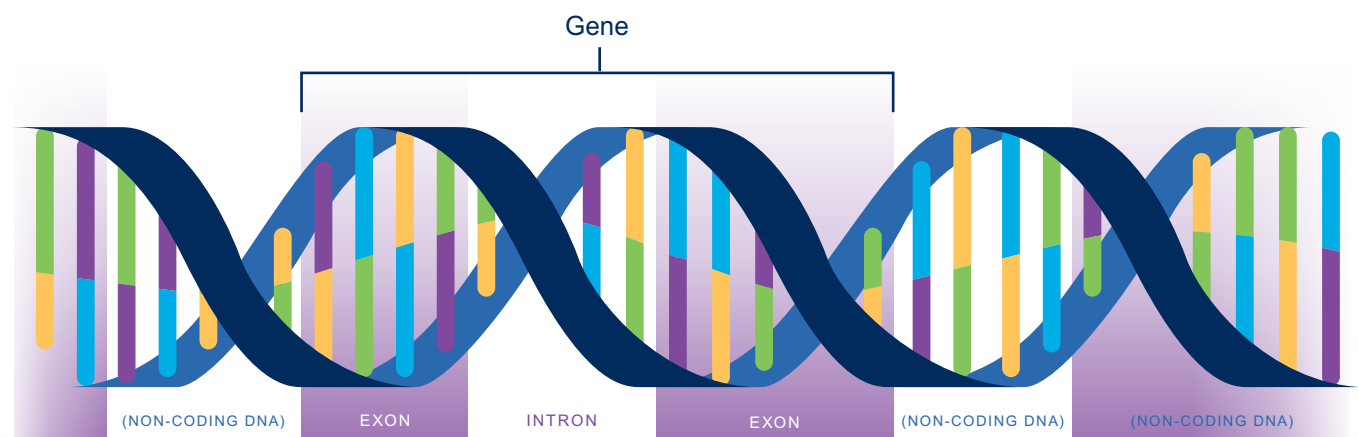 Gene
(NON-CODING DNA)
EXON
INTRON
EXON
(NON-CODING DNA)
(NON-CODING DNA)